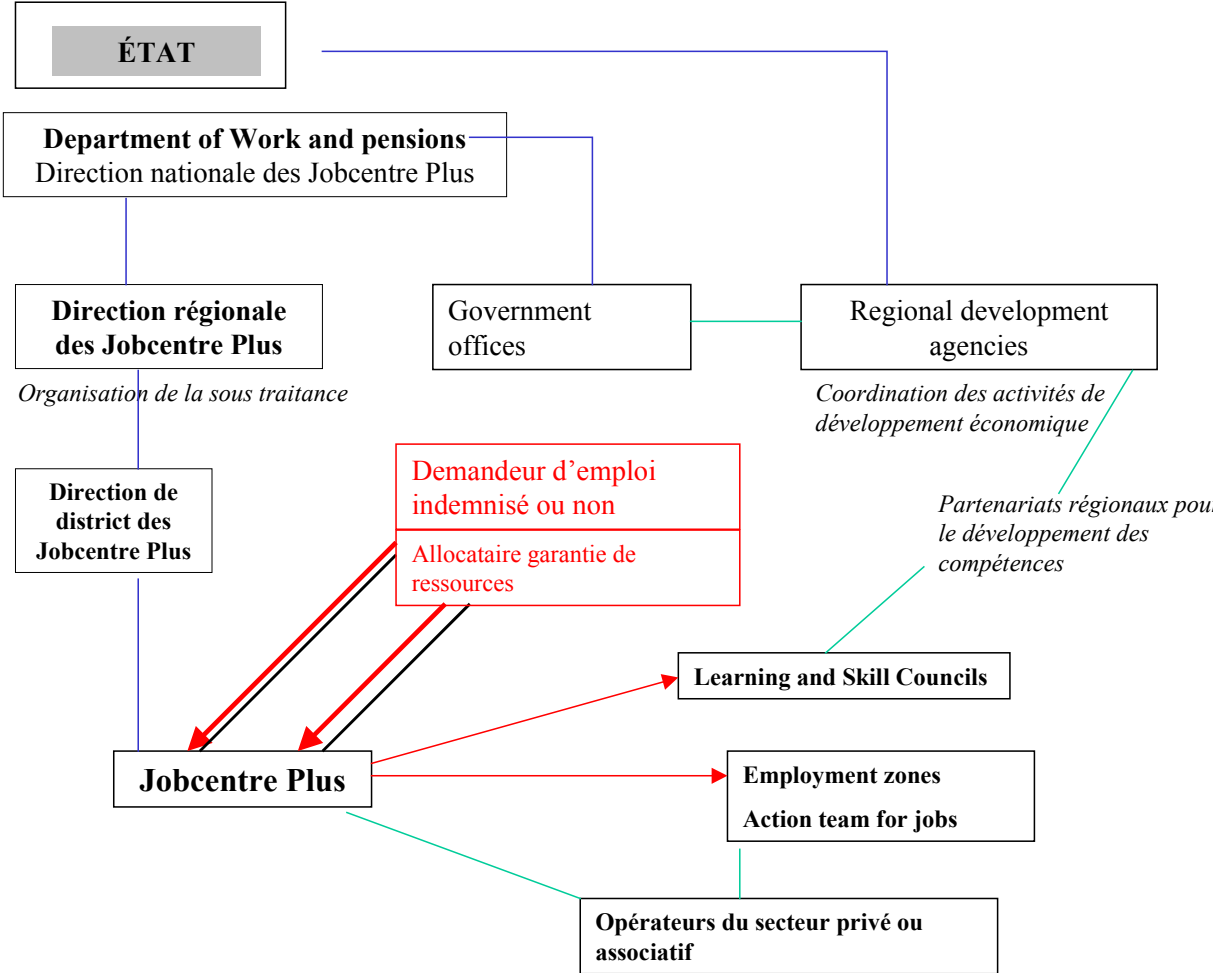 ÉTAT
Department of Work and pensions
Direction nationale des Jobcentre Plus
Direction régionale
des Jobcentre Plus
Government
offices
Regional development
agencies
Organisation de la sous traitance
Coordination des activités de
développement économique
Direction de
district des
Jobcentre Plus
Demandeur d'emploi
indemnisé ou non
Allocataire garantie de
ressources
Partenariats régionaux pour
le développement des
compétences
Learning and Skill Councils
Jobcentre Plus
Employment zones
Action team for jobs
Opérateurs du secteur privé ou
associatif